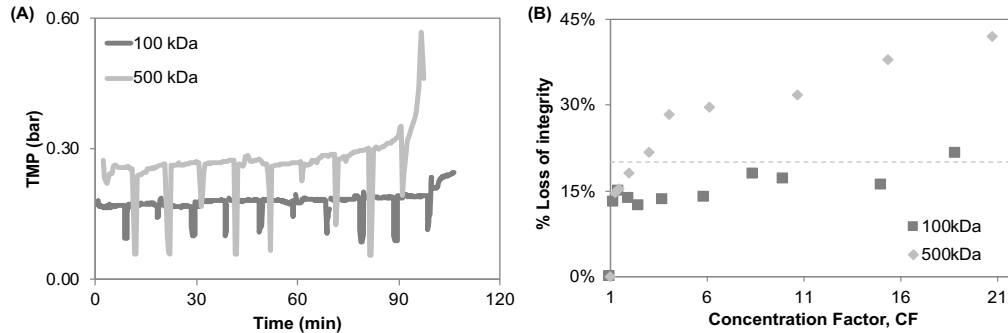 (A)
0.60
0.30
0.00
TMP (bar)
100 kDa
500 kDa
0
30
60
90
120
Time (min)
(B)
45%
30%
15%
0%
% Loss of integrity
100kDa
500kDa
1
6
11
16
21
Concentration Factor, CF